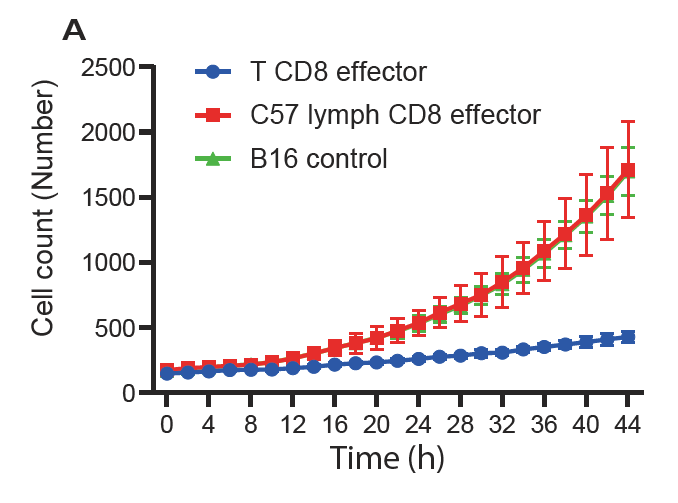 A
2500
2000
1500
1000
500
0
Cell count (Number)
T CD8 effector
C57 lymph CD8 effector
B16 control
0 4 8 12 16 20 24 28 32 36 40 44
Time (h)